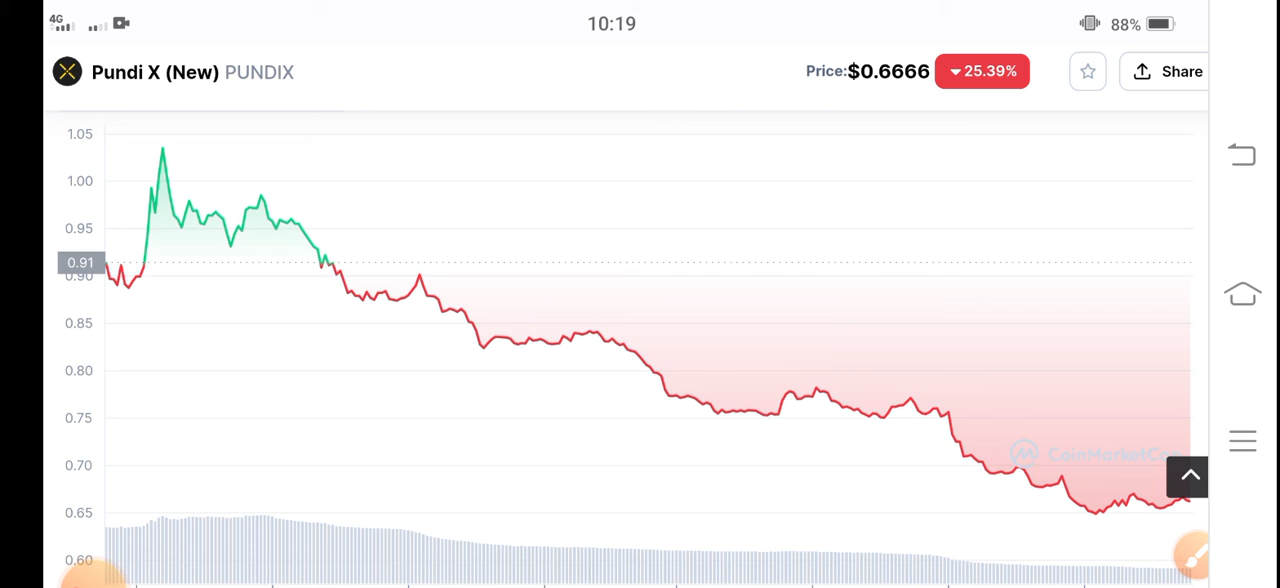 4G
10:19
88%
Pundi X (New) PUNDIX
Price:$0.6666 25.39%
Share
1.05
1.00
0.95
0.91
0.90
0.85
0.80
0.75
0.70
CoinMarketCap
0.65
0.60